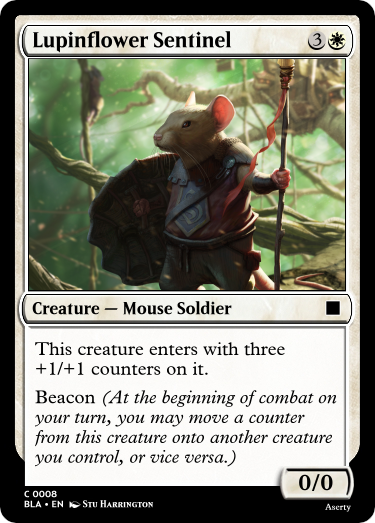 Lupinflower Sentinel 3
Creature — Mouse Soldier
This creature enters with three
+1/+1 counters on it.
Beacon (At the beginning of combat on
your turn, you may move a counter
from this creature onto another creature
you control, or vice versa.)
0/0
C 0008
BLA • EN Stu Harrington
Aserty